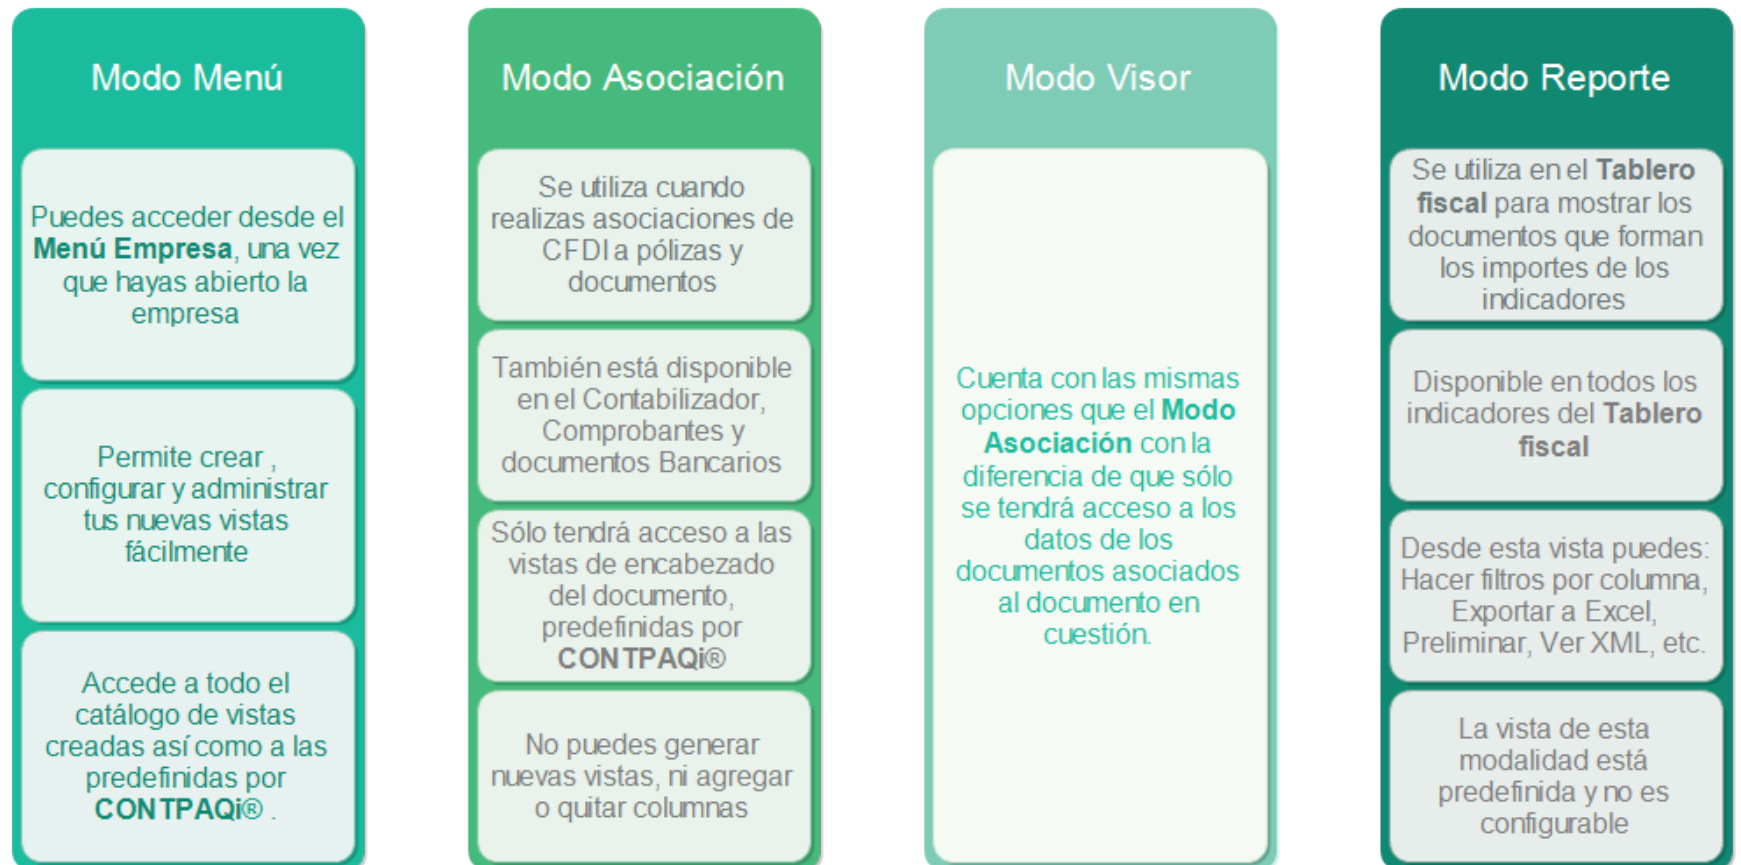 Modo Menú
Puedes acceder desde el
Menú Empresa, una vez
que hayas abierto la
empresa
Permite crear ,
configurar y administrar
tus nuevas vistas
fácilmente
Accede a todo el
catálogo de vistas
creadas así como a las
predefinidas por
CONTPAQi® .
Modo Asociación
Se utiliza cuando
realizas asociaciones de
CFDI a pólizas y
documentos
También está disponible
en el Contabilizador,
Comprobantes y
documentos Bancarios
Sólo tendrá acceso a las
vistas de encabezado
del documento,
predefinidas por
CONTPAQi®
No puedes generar
nuevas vistas, ni agregar
o quitar columnas
Modo Visor
Cuenta con las mismas
opciones que el Modo
Asociación con la
diferencia de que sólo
se tendrá acceso a los
datos de los
documentos asociados
al documento en
cuestión.
Modo Reporte
Se utiliza en el Tablero
fiscal para mostrar los
documentos que forman
los importes de los
indicadores
Disponible en todos los
indicadores del Tablero
fiscal
Desde esta vista puedes:
Hacer filtros por columna,
Exportar a Excel,
Preliminar, Ver XML, etc.
La vista de esta
modalidad está
predefinida y no es
configurable